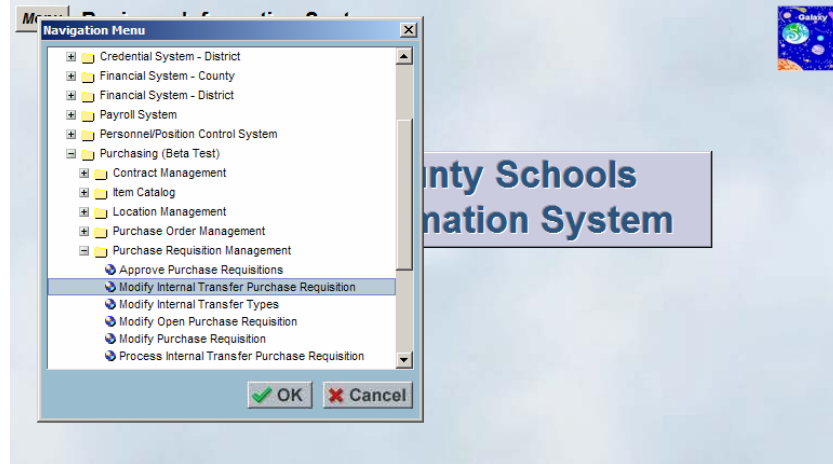 Menu
Navigation Menu
Credential System - District
Financial System - County
Financial System - District
Payroll System
Personnel/Position Control System
Purchasing (Beta Test)
Contract Management
Item Catalog
Location Management
Purchase Order Management
Purchase Requisition Management
Approve Purchase Requisitions
Modify Internal Transfer Purchase Requisition
Modify Internal Transfer Types
Modify Open Purchase Requisition
Modify Purchase Requisition
Process Internal Transfer Purchase Requisition
OK Cancel
Galaxy
nty Schools
mation System